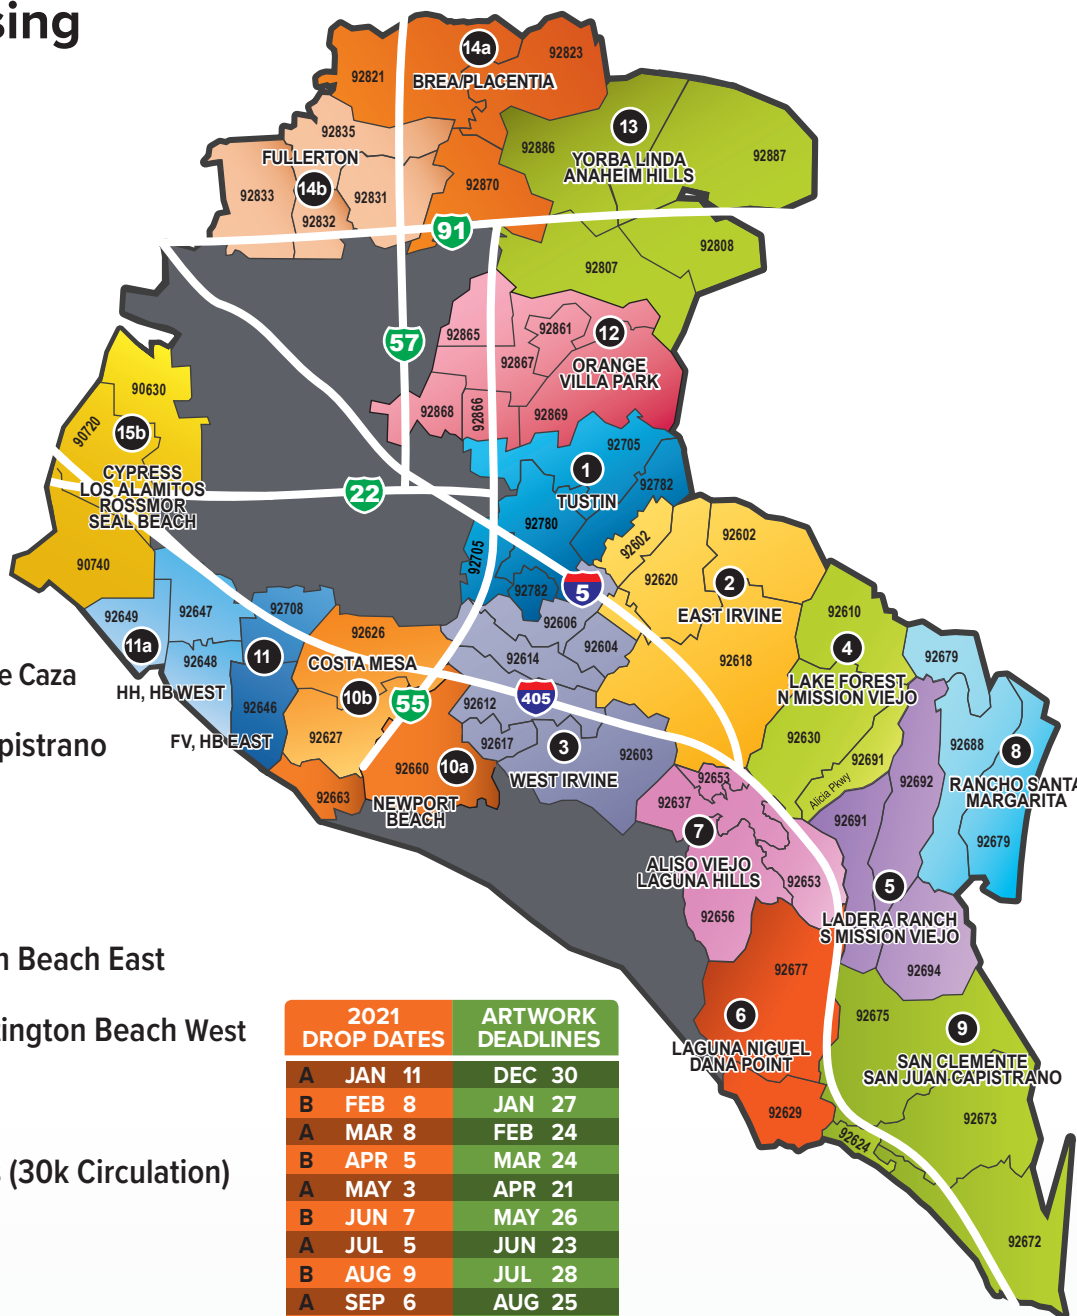 sing
14a
92823
92821
BREA/PLACENTIA
92835
13
92886
YORBA LINDA
ANAHEIM HILLS
92887
FULLERTON
92833
14b
92831
92870
92832
91
92808
92807
57
92865
92861
12
92867
ORANGE
VILLA PARK
90630
92868
92866
92869
90720
15b
92705
CYPRESS
LOS ALAMITOS
ROSSMOR
SEAL BEACH
1
TUSTIN
92782
22
92780
92602
92602
92705
90740
92782
5
92620
2
EAST IRVINE
92649
92647
92708
92606
92610
11a
92648
11
92626
92604
4
92679
COSTA MESA
92614
92618
LAKE FOREST
N MISSION VIEJO
e Caza
HH, HB WEST
10b
55
405
92646
92612
FV, HB EAST
92627
92617
3
92603
92630
92688
8
pistrano
92660
10a
WEST IRVINE
92691
RANCHO SANTA
MARGARITA
92663
NEWPORT
BEACH
92653
92637
Alicia Pkwy
92692
7
92691
92679
ALISO VIEJO
LAGUNA HILLS
92653
5
92656
LADERA RANCH
S MISSION VIEJO
n Beach East
92677
92694
tington Beach West
6
92675
9
LAGUNA NIGUEL
DANA POINT
SAN CLEMENTE
SAN JUAN CAPISTRANO
92629
92624
92673
(30k Circulation)
92672
2021
DROP DATES
ARTWORK
DEADLINES
A JAN 11 DEC 30
B FEB 8 JAN 27
A MAR 8 FEB 24
B APR 5 MAR 24
A MAY 3 APR 21
B JUN 7 MAY 26
A JUL 5 JUN 23
B AUG 9 JUL 28
A SEP 6 AUG 25